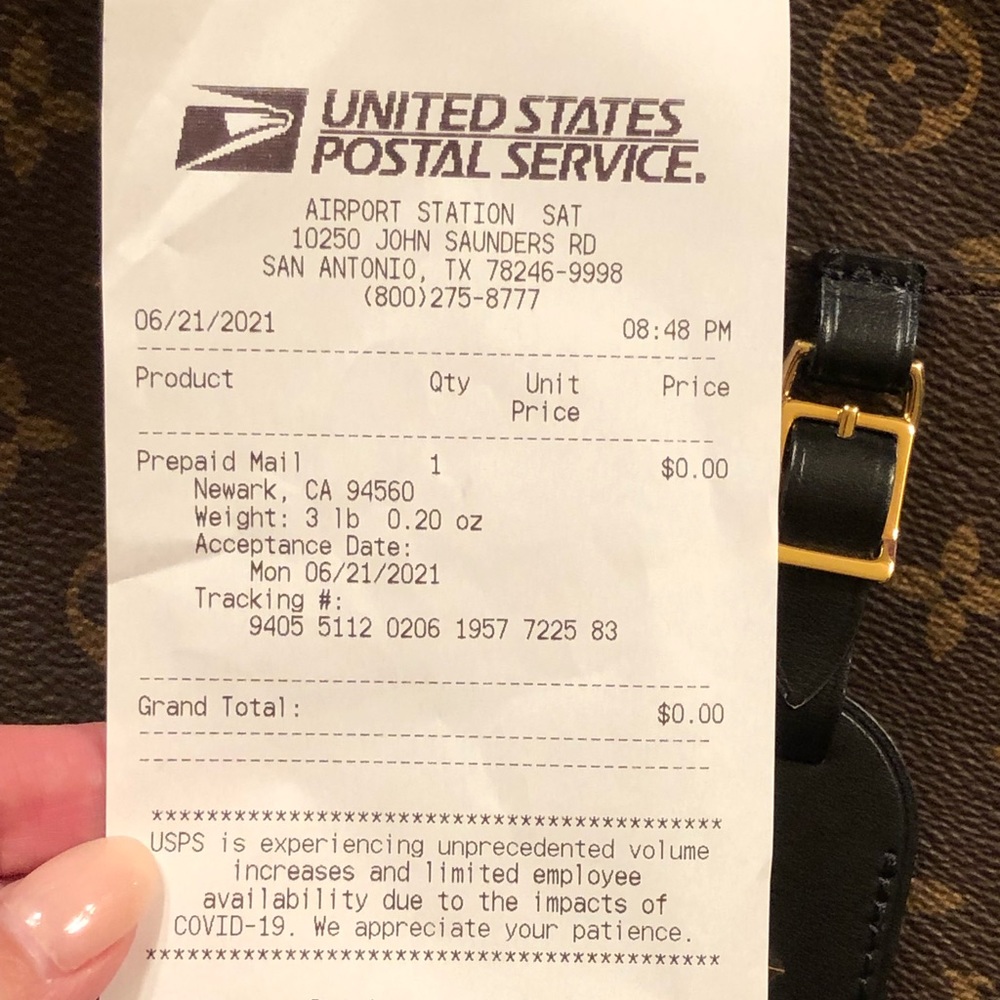 UNITED STATES
POSTAL SERVICE.
AIRPORT STATION SAT
10250 JOHN SAUNDERS RD
SAN ANTONIO, TX 78246-9998
(800)275-8777
06/21/2021 08:48 PM
--------------------------------------------
Product Qty Unit Price
Price
--------------------------------------------
Prepaid Mail 1 $0.00
Newark, CA 94560
Weight: 3 lb 0.20 oz
Acceptance Date:
Mon 06/21/2021
Tracking #:
9405 5112 0206 1957 7225 83
--------------------------------------------
Grand Total: $0.00
--------------------------------------------
--------------------------------------------
******************************************
USPS is experiencing unprecedented volume
increases and limited employee
availability due to the impacts of
COVID-19. We appreciate your patience.
******************************************